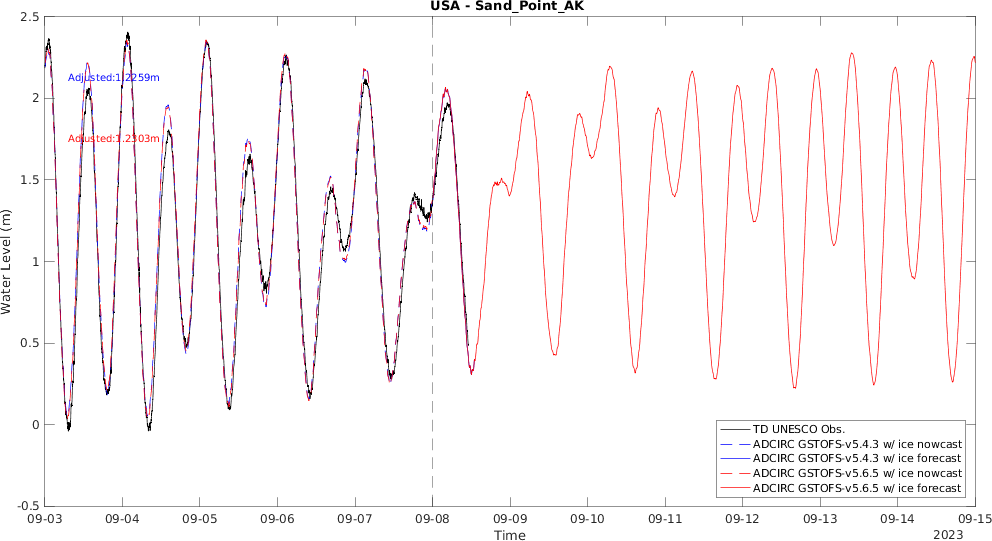 USA - Sand_Point_AK
2.5
2
1.5
1
0.5
0
-0.5
Water Level (m)
Adjusted:1.2259m
Adjusted:1.2303m
TD UNESCO Obs.
ADCIRC GSTOFS-v5.4.3 w/ ice nowcast
ADCIRC GSTOFS-v5.4.3 w/ ice forecast
ADCIRC GSTOFS-v5.6.5 w/ ice nowcast
ADCIRC GSTOFS-v5.6.5 w/ ice forecast
09-03 09-04 09-05 09-06 09-07 09-08 09-09 09-10 09-11 09-12 09-13 09-14 09-15
Time
2023